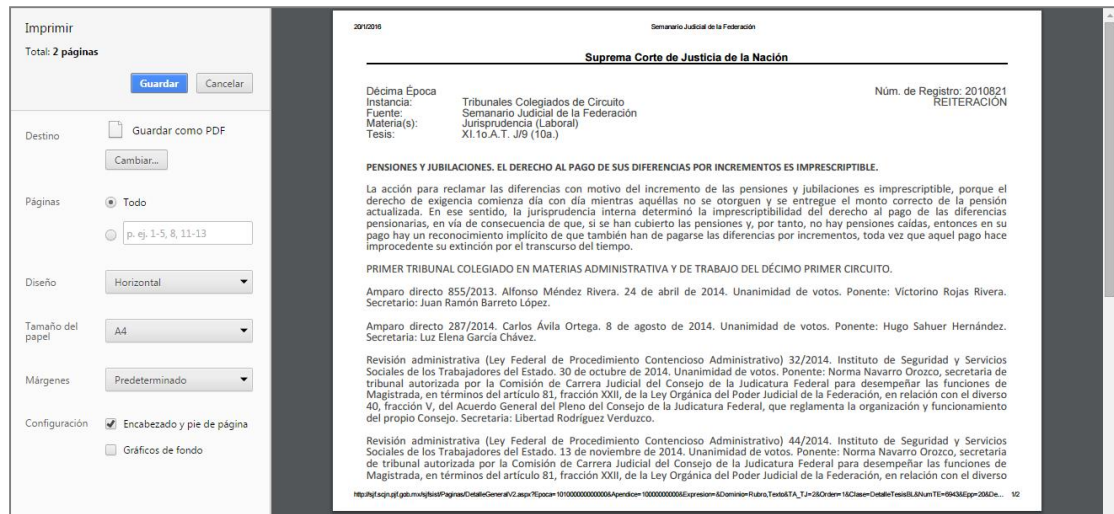 Imprimir
Total: 2 páginas
Guardar
Cancelar
Destino
Guardar como PDF
Cambiar...
Páginas
Todo
p. ej. 1-5, 8, 11-13
Diseño
Horizontal
Tamaño del
papel
A4
Márgenes
Predeterminado
Configuración
Encabezado y pie de página
Gráficos de fondo
20/1/2016
Semanario Judicial de la Federación
Suprema Corte de Justicia de la Nación
Décima Época
Núm. de Registro: 2010821
Instancia: Tribunales Colegiados de Circuito
REITERACIÓN
Fuente: Semanario Judicial de la Federación
Materia(s): Jurisprudencia (Laboral)
Tesis: XI.1o.A.T. J/9 (10a.)
PENSIONES Y JUBILACIONES. EL DERECHO AL PAGO DE SUS DIFERENCIAS POR INCREMENTOS ES IMPRESCRIPTIBLE.
La acción para reclamar las diferencias con motivo del incremento de las pensiones y jubilaciones es imprescriptible, porque el
derecho de exigencia comienza día con día mientras aquéllas no se otorguen y se entregue el monto correcto de la pensión
actualizada. En ese sentido, la jurisprudencia interna determinó la imprescriptibilidad del derecho al pago de las diferencias
pensionarias, en vía de consecuencia de que, si se han cubierto las pensiones y, por tanto, no hay pensiones caídas, entonces en su
pago hay un reconocimiento implícito de que también han de pagarse las diferencias por incrementos, toda vez que aquel pago hace
improcedente su extinción por el transcurso del tiempo.
PRIMER TRIBUNAL COLEGIADO EN MATERIAS ADMINISTRATIVA Y DE TRABAJO DEL DÉCIMO PRIMER CIRCUITO.
Amparo directo 855/2013. Alfonso Méndez Rivera. 24 de abril de 2014. Unanimidad de votos. Ponente: Víctorino Rojas Rivera.
Secretario: Juan Ramón Barreto López.
Amparo directo 287/2014. Carlos Ávila Ortega. 8 de agosto de 2014. Unanimidad de votos. Ponente: Hugo Sahuer Hernández.
Secretaria: Luz Elena García Chávez.
Revisión administrativa (Ley Federal de Procedimiento Contencioso Administrativo) 32/2014. Instituto de Seguridad y Servicios
Sociales de los Trabajadores del Estado. 30 de octubre de 2014. Unanimidad de votos. Ponente: Norma Navarro Orozco, secretaria de
tribunal autorizada por la Comisión de Carrera Judicial del Consejo de la Judicatura Federal para desempeñar las funciones de
Magistrada, en términos del artículo 81, fracción XXII, de la Ley Orgánica del Poder Judicial de la Federación, en relación con el diverso
40, fracción V, del Acuerdo General del Pleno del Consejo de la Judicatura Federal, que reglamenta la organización y funcionamiento
del propio Consejo. Secretaria: Libertad Rodríguez Verduzco.
Revisión administrativa (Ley Federal de Procedimiento Contencioso Administrativo) 44/2014. Instituto de Seguridad y Servicios
Sociales de los Trabajadores del Estado. 13 de noviembre de 2014. Unanimidad de votos. Ponente: Norma Navarro Orozco, secretaria
de tribunal autorizada por la Comisión de Carrera Judicial del Consejo de la Judicatura Federal para desempeñar las funciones de
Magistrada, en términos del artículo 81, fracción XXII, de la Ley Orgánica del Poder Judicial de la Federación, en relación con el diverso
1/2